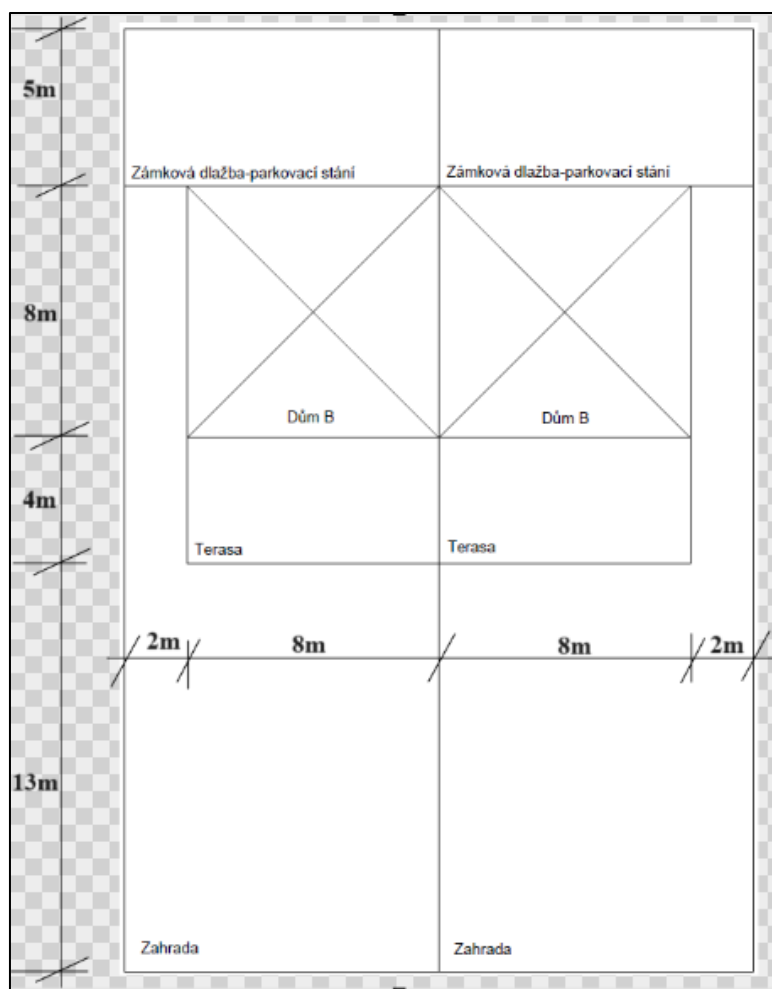 5m
Zámková dlažba-parkovací stání
Zámková dlažba-parkovací stání
8m
Dům B
Dům B
4m
Terasa
Terasa
2m
8m
8m
2m
13m
Zahrada
Zahrada